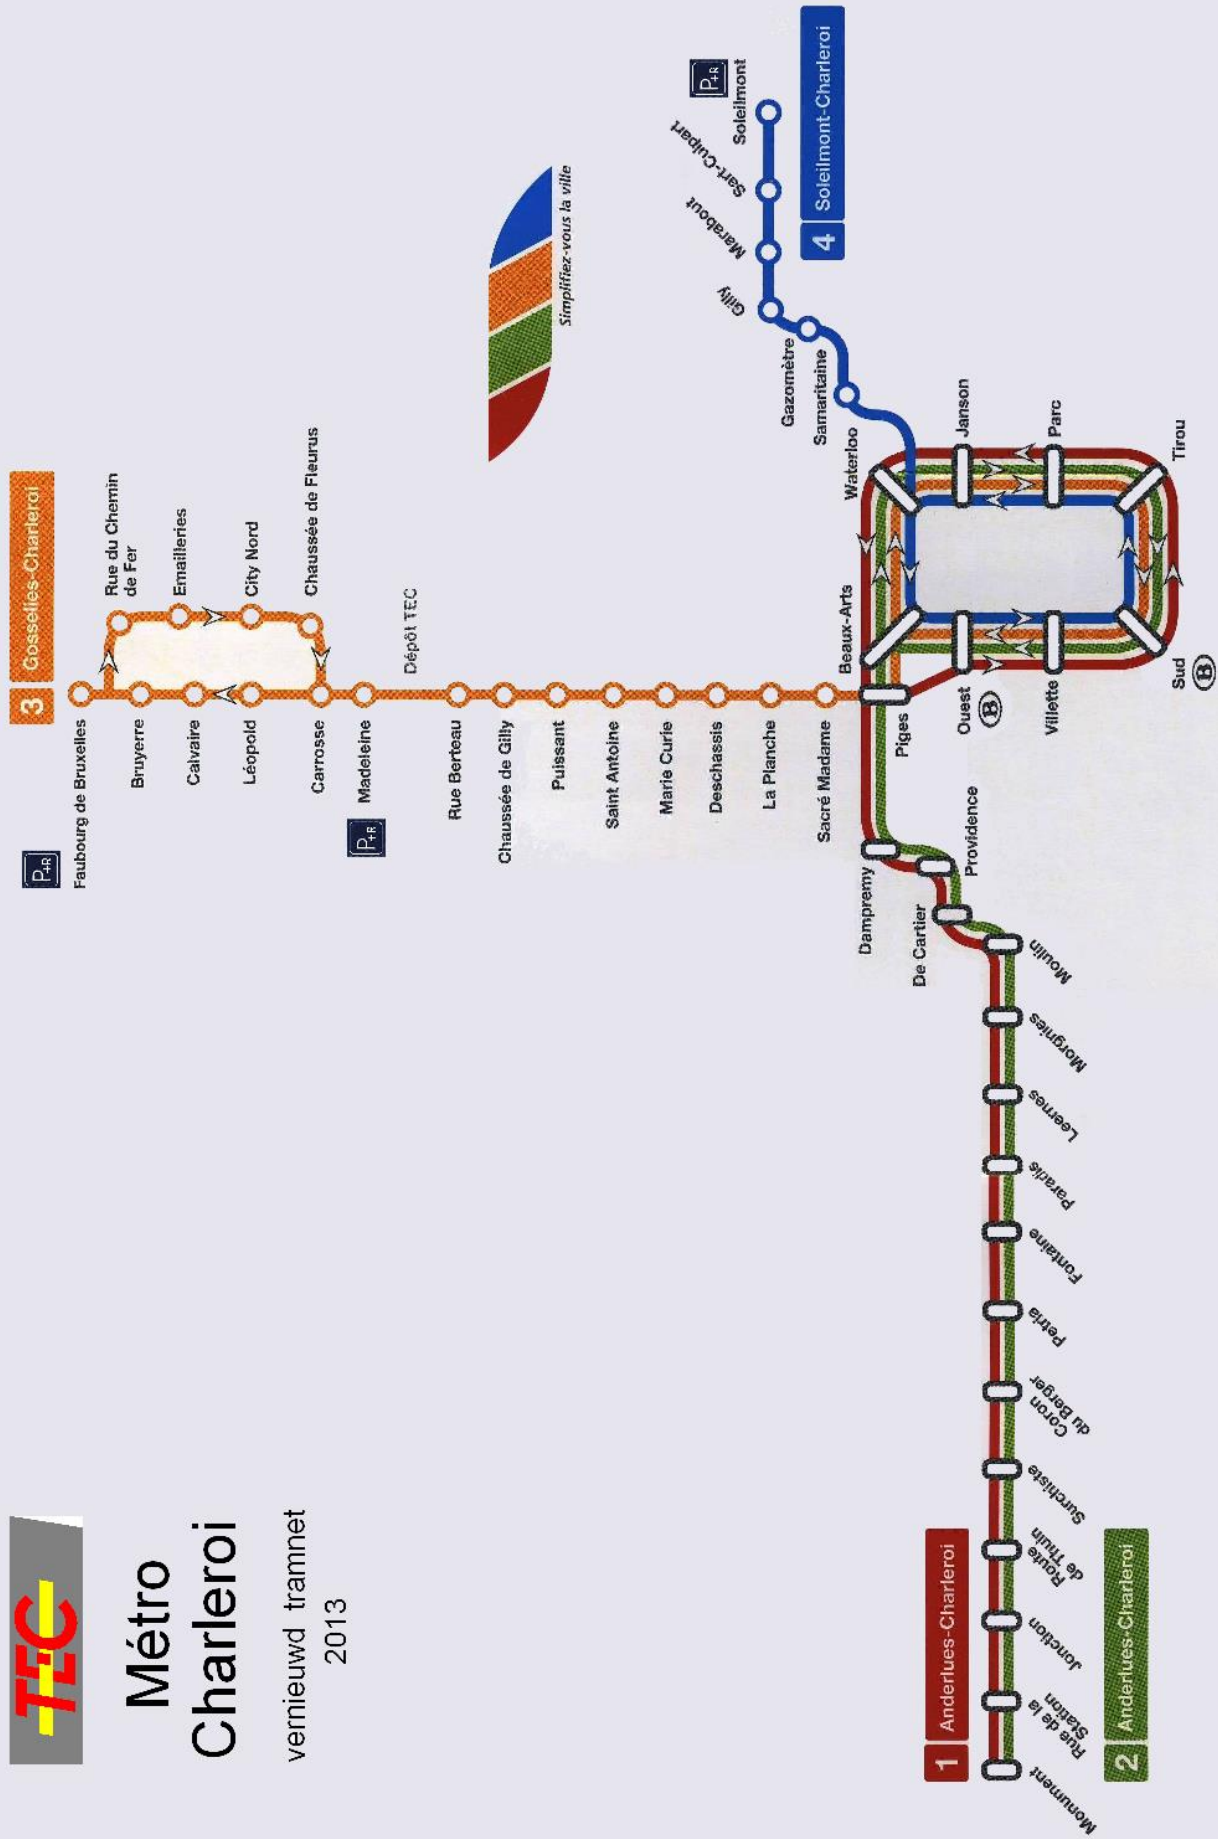 TEC
Métro
Charleroi
vernieuwd tramnet
2013
3 Gosselies-Charleroi
P+R
Faubourg de Bruxelles
Rue du Chemin
de Fer
Bruyerre
Emailleries
Calvaire
City Nord
Léopold
Chaussée de Fleurus
Carrosse
P+R
Madeleine
Dépôt TEC
Rue Berteau
Chaussée de Gilly
Puissant
Saint Antoine
Marie Curie
Deschassis
La Planche
Sacré Madame
Simplifiez-vous la ville
P+R
Soleilmont
Sart-Culpart
Marabout
Gilly
Gazomètre
Samaritaine
4 Soleilmont-Charleroi
Waterloo
Janson
Parc
Tirou
Beaux-Arts
Piges
Ouest
B
Villette
Sud
B
Dampremy
Providence
De Cartier
Moulin
Morgnies
Leernes
Paradis
Fontaine
Petria
Coron
du Berger
Surchiste
Route
de Thuin
Jonction
Rue de la
Station
Monument
1 Anderlues-Charleroi
2 Anderlues-Charleroi